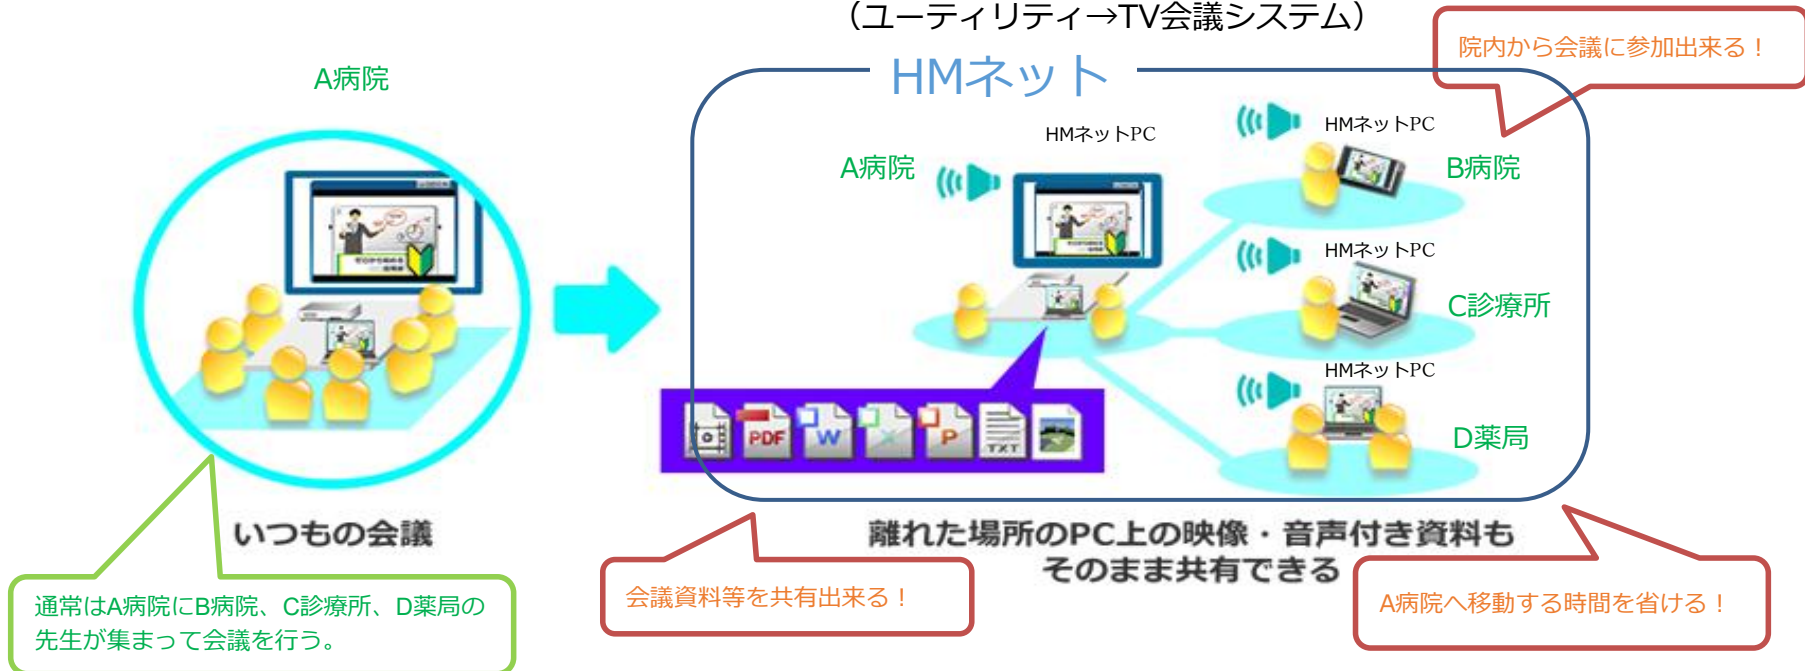 （ユーティリティ→TV会議システム）
院内から会議に参加出来る！
A病院
HMネット
HMネットPC
HMネットPC
A病院
B病院
HMネットPC
C診療所
HMネットPC
D薬局
PDF
W
X
P
TXT
いつもの会議
離れた場所のPC上の映像・音声付き資料も
そのまま共有できる
通常はA病院にB病院、C診療所、D薬局の
先生が集まって会議を行う。
会議資料等を共有出来る！
A病院へ移動する時間を省ける！